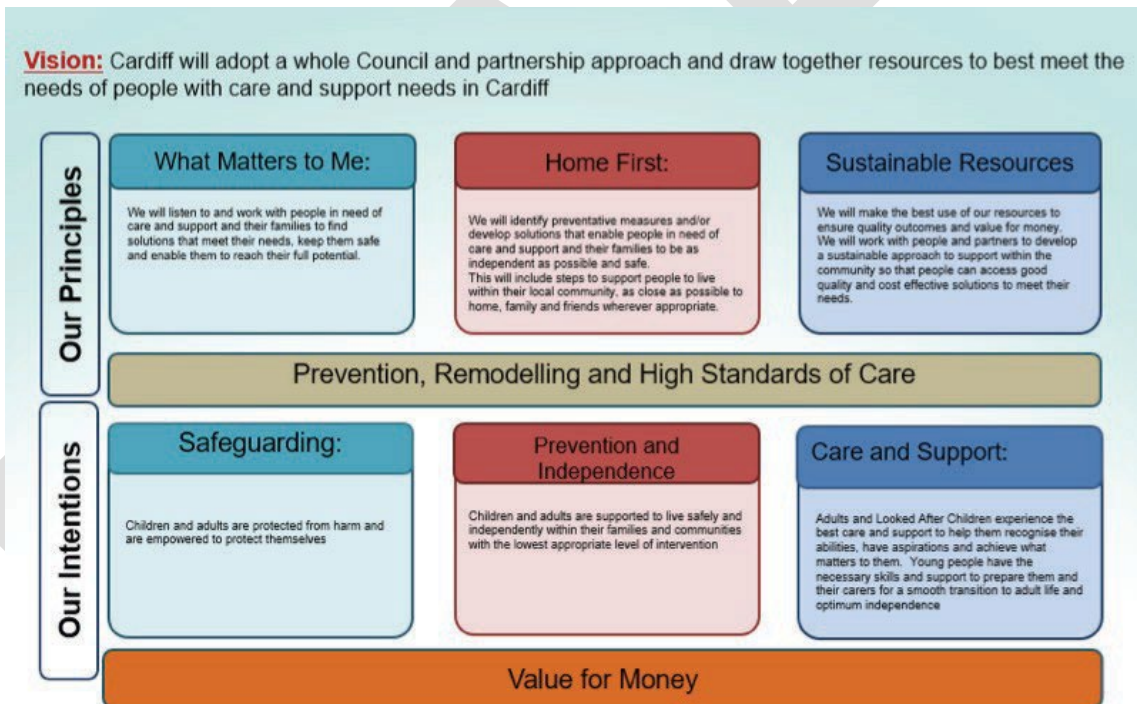 Vision: Cardiff will adopt a whole Council and partnership approach and draw together resources to best meet the
needs of people with care and support needs in Cardiff
Our Principles
What Matters to Me:
We will listen to and work with people in need of
care and support and their families to find
solutions that meet their needs, keep them safe
and enable them to reach their full potential.
Home First:
We will identify preventative measures and/or
develop solutions that enable people in need of
care and support and their families to be as
independent as possible and safe.
This will include steps to support people to live
within their local community, as close as possible to
home, family and friends wherever appropriate.
Sustainable Resources
We will make the best use of our resources to
ensure quality outcomes and value for money.
We will work with people and partners to develop
a sustainable approach to support within the
community so that people can access good
quality and cost effective solutions to meet their
needs.
Prevention, Remodelling and High Standards of Care
Our Intentions
Safeguarding:
Children and adults are protected from harm and
are empowered to protect themselves
Prevention and
Independence
Children and adults are supported to live safely and
independently within their families and communities
with the lowest appropriate level of intervention
Care and Support:
Adults and Looked After Children experience the
best care and support to help them recognise their
abilities, have aspirations and achieve what
matters to them. Young people have the
necessary skills and support to prepare them and
their carers for a smooth transition to adult life and
optimum independence
Value for Money